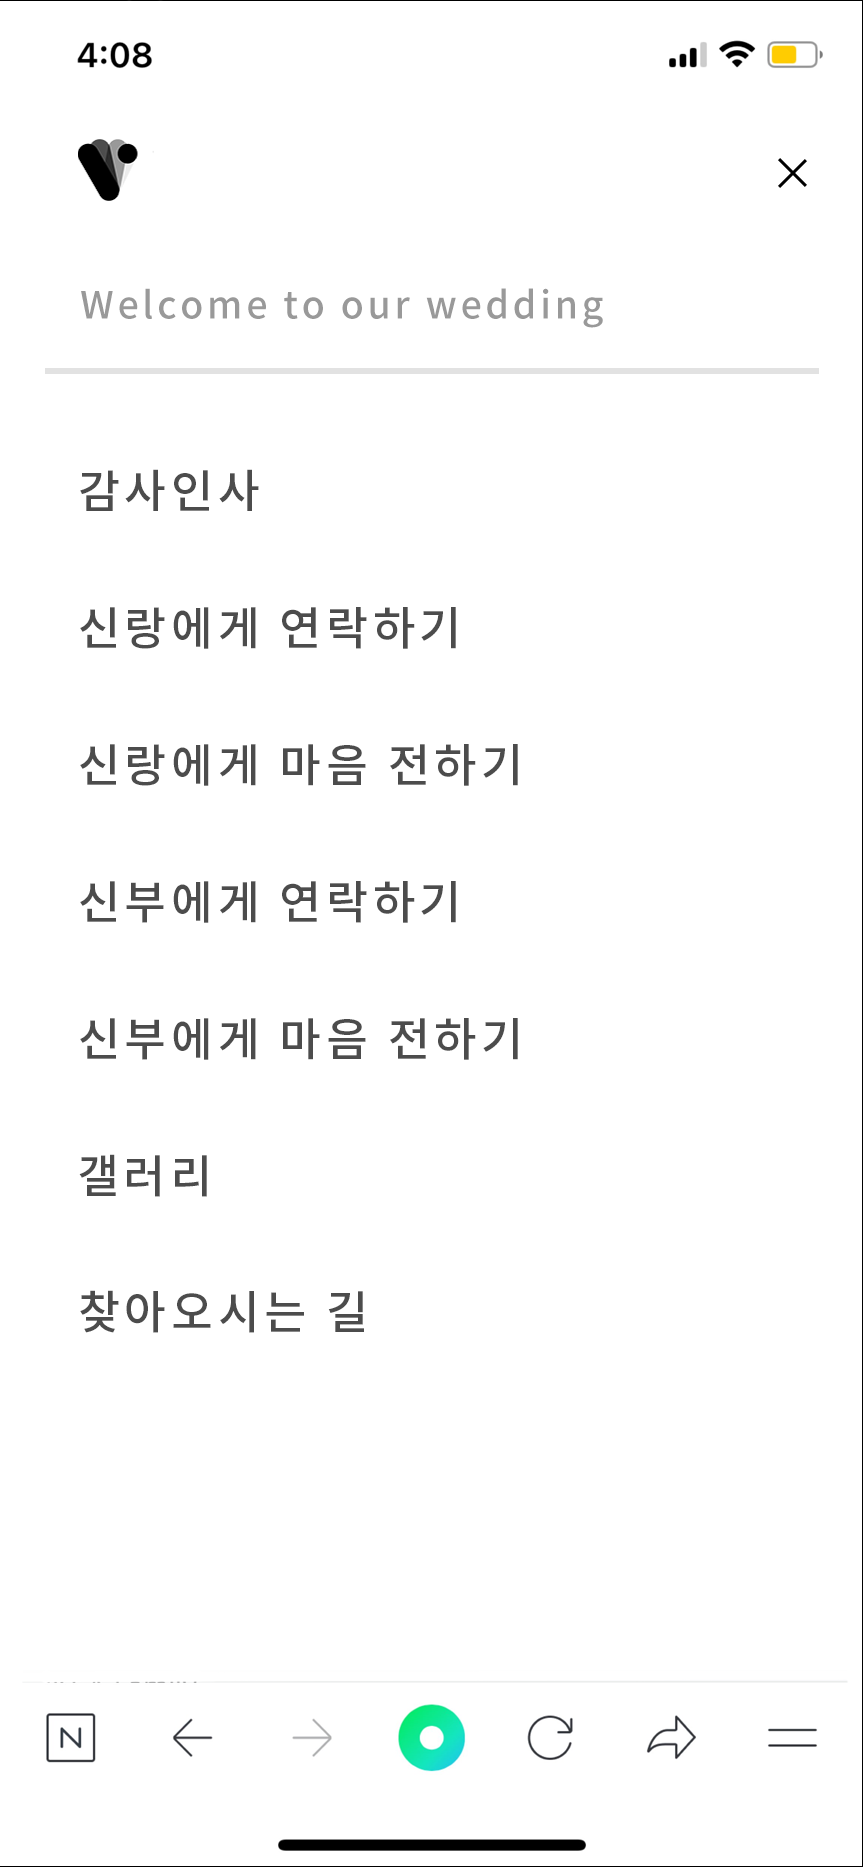 4:08
Welcome to our wedding
감사인사
신랑에게 연락하기
신랑에게 마음 전하기
신부에게 연락하기
신부에게 마음 전하기
갤러리
찾아오시는 길
N